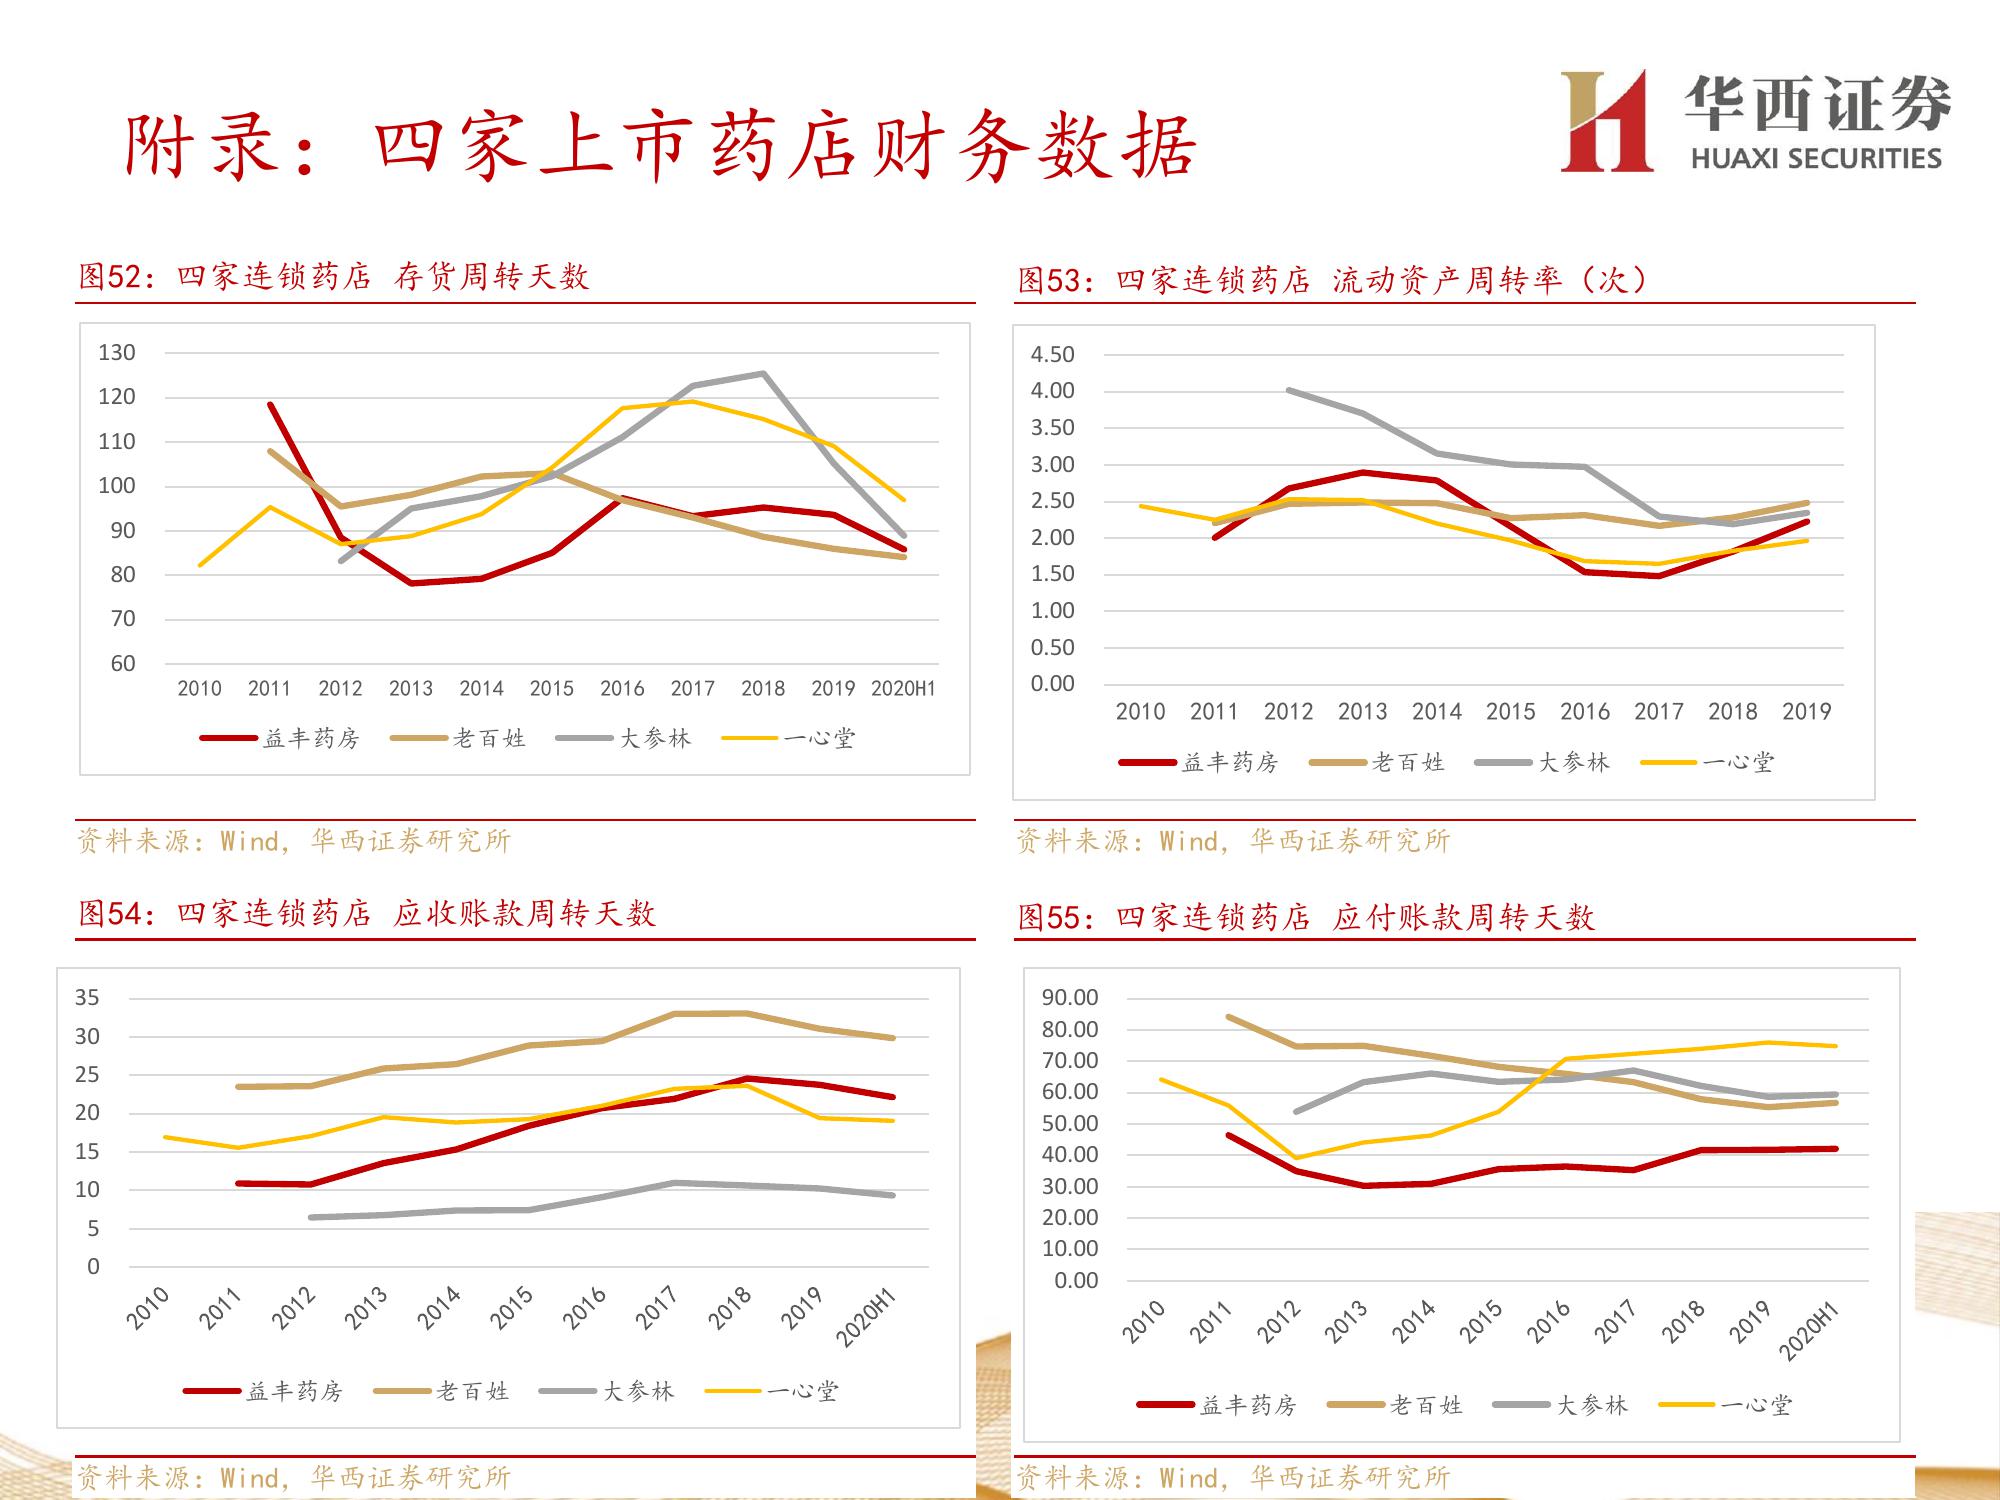 附录：四家上市药店财务数据
华西证券
HUAXI SECURITIES
图52：四家连锁药店 存货周转天数
130
120
110
100
90
80
70
60
2010 2011 2012 2013 2014 2015 2016 2017 2018 2019 2020H1
益丰药房 老百姓 大参林 一心堂
资料来源：Wind，华西证券研究所
图53：四家连锁药店 流动资产周转率（次）
4.50
4.00
3.50
3.00
2.50
2.00
1.50
1.00
0.50
0.00
2010 2011 2012 2013 2014 2015 2016 2017 2018 2019
益丰药房 老百姓 大参林 一心堂
资料来源：Wind，华西证券研究所
图54：四家连锁药店 应收账款周转天数
35
30
25
20
15
10
5
0
2010 2011 2012 2013 2014 2015 2016 2017 2018 2019 2020H1
益丰药房 老百姓 大参林 一心堂
资料来源：Wind，华西证券研究所
图55：四家连锁药店 应付账款周转天数
90.00
80.00
70.00
60.00
50.00
40.00
30.00
20.00
10.00
0.00
2010 2011 2012 2013 2014 2015 2016 2017 2018 2019 2020H1
益丰药房 老百姓 大参林 一心堂
资料来源：Wind，华西证券研究所